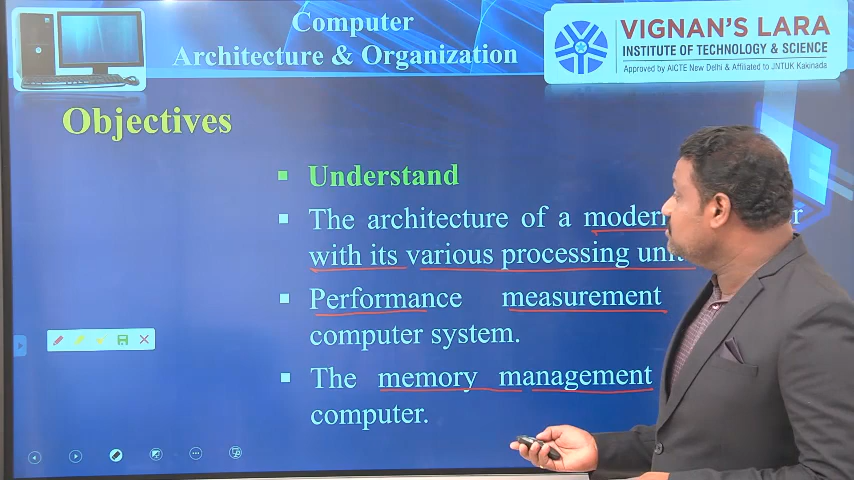 Computer
Architecture & Organization
VIGNAN'S LARA
INSTITUTE OF TECHNOLOGY & SCIENCE
Approved by AICTE New Delhi & Affiliated to JNTUK Kakinada
Objectives
Understand
The architecture of a modern
with its various processing
Performance measurement
computer system.
The memory management
computer.